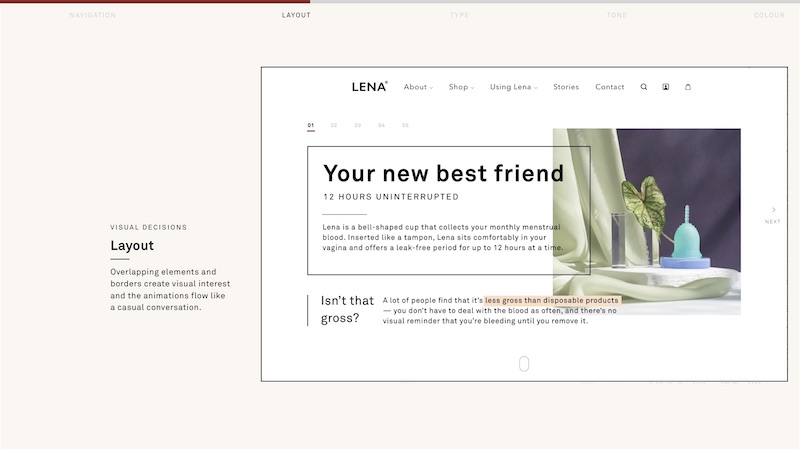 NAVIGATION
LAYOUT
TYPE
TONE
COLOUR
LENA®
About
Shop
Using Lena
Stories
Contact
01
02
03
04
05
Your new best friend
12 HOURS UNINTERRUPTED
Lena is a bell-shaped cup that collects your monthly menstrual
blood. Inserted like a tampon, Lena sits comfortably in your
vagina and offers a leak-free period for up to 12 hours at a time.
NEXT
VISUAL DECISIONS
Layout
Overlapping elements and
borders create visual interest
and the animations flow like
a casual conversation.
Isn't that
gross?
A lot of people find that it's less gross than disposable products
— you don't have to deal with the blood as often, and there's no
visual reminder that you're bleeding until you remove it.